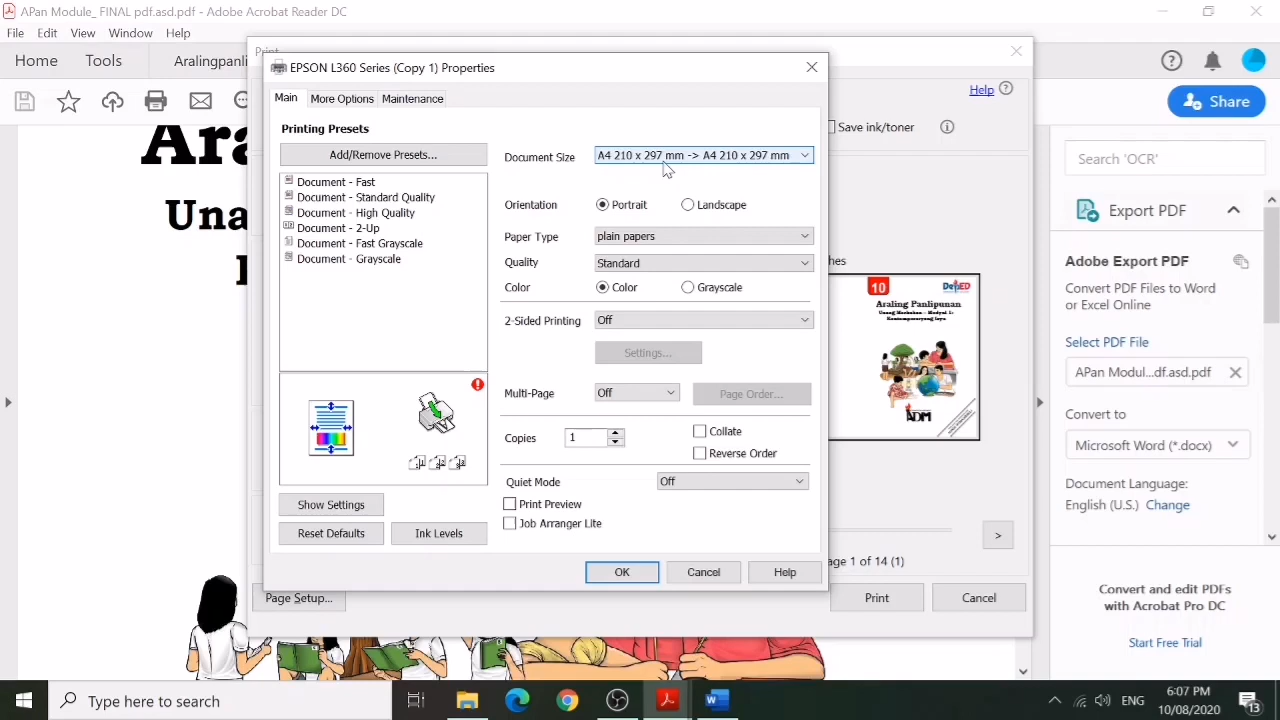 APan Module_ FINAL pdf.asd.pdf - Adobe Acrobat Reader DC
File Edit View Window Help
Home Tools Aralingpanli
Print
EPSON L360 Series (Copy 1) Properties
Main More Options Maintenance
Help
Printing Presets
Add/Remove Presets...
Document - Fast
Document - Standard Quality
Document - High Quality
Document - 2-Up
Document - Fast Grayscale
Document - Grayscale
Show Settings
Reset Defaults Ink Levels
Document Size A4 210 x 297 mm -> A4 210 x 297 mm
Orientation Portrait Landscape
Paper Type plain papers
Quality Standard
Color Color Grayscale
2-Sided Printing Off
Settings...
Multi-Page Off Page Order...
Copies 1 Collate
Reverse Order
Quiet Mode Off
Print Preview
Job Arranger Lite
OK Cancel Help
Save ink/toner
hes
10 DepED
Araling Panlipunan
Unang Markahan - Modyul 1:
Kontemporaryong Isyu
ADM
>
age 1 of 14 (1)
Page Setup... Print Cancel
Ara
Una
Share
Search 'OCR'
Export PDF
Adobe Export PDF
Convert PDF Files to Word
or Excel Online
Select PDF File
APan Modul...df.asd.pdf
Convert to
Microsoft Word (*.docx)
Document Language:
English (U.S.) Change
Convert and edit PDFs
with Acrobat Pro DC
Start Free Trial
Type here to search
ENG
6:07 PM
10/08/2020
13